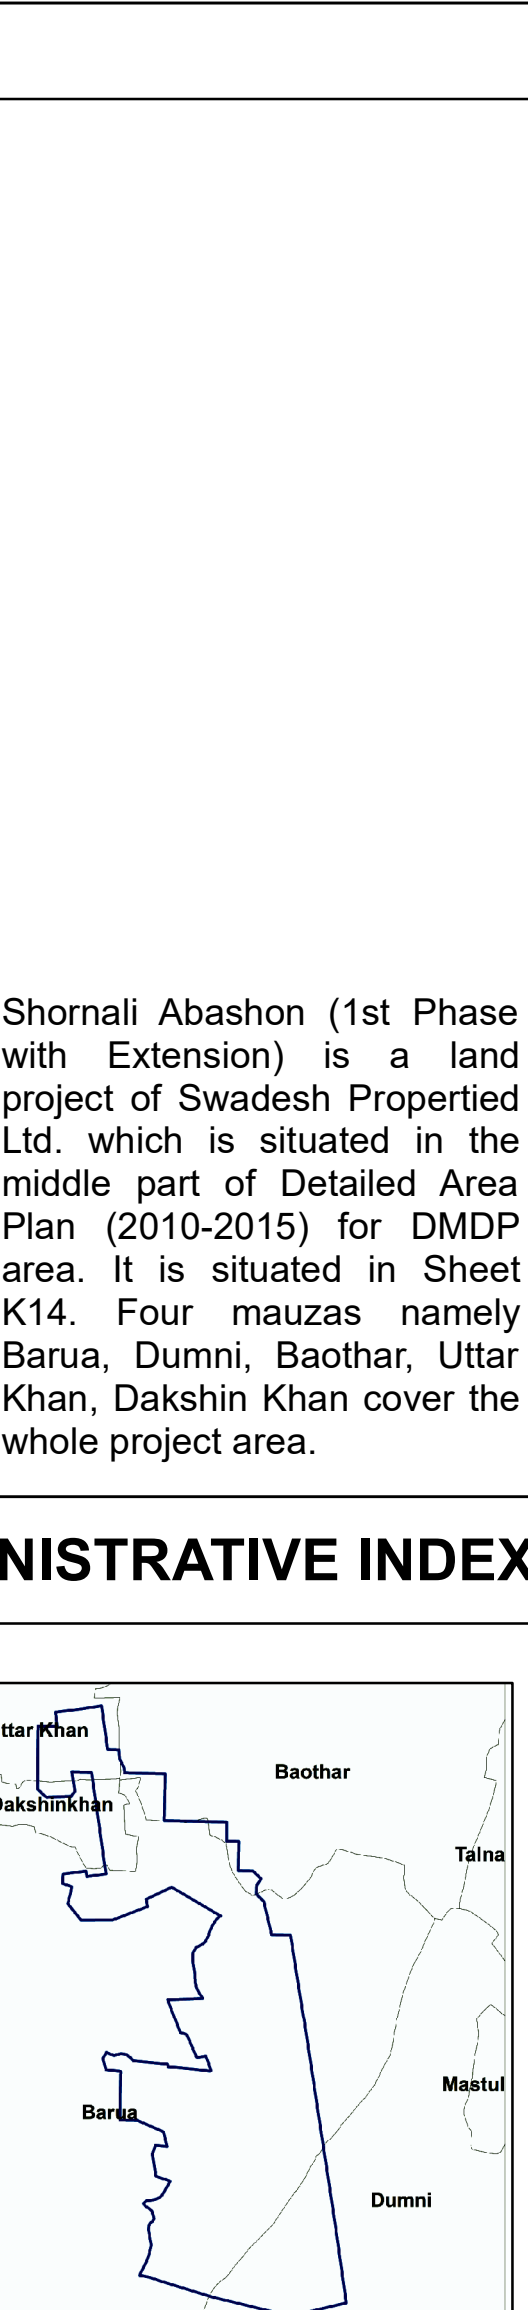 Shornali Abashon (1st Phase
with Extension) is a land
project of Swadesh Propertied
Ltd. which is situated in the
middle part of Detailed Area
Plan (2010-2015) for DMDP
area. It is situated in Sheet
K14. Four mauzas namely
Barua, Dumni, Baothar, Uttar
Khan, Dakshin Khan cover the
whole project area.
NISTRATIVE INDEX
ttar Khan
Baothar
Dakshinkhan
Talna
Mastul
Barua
Dumni